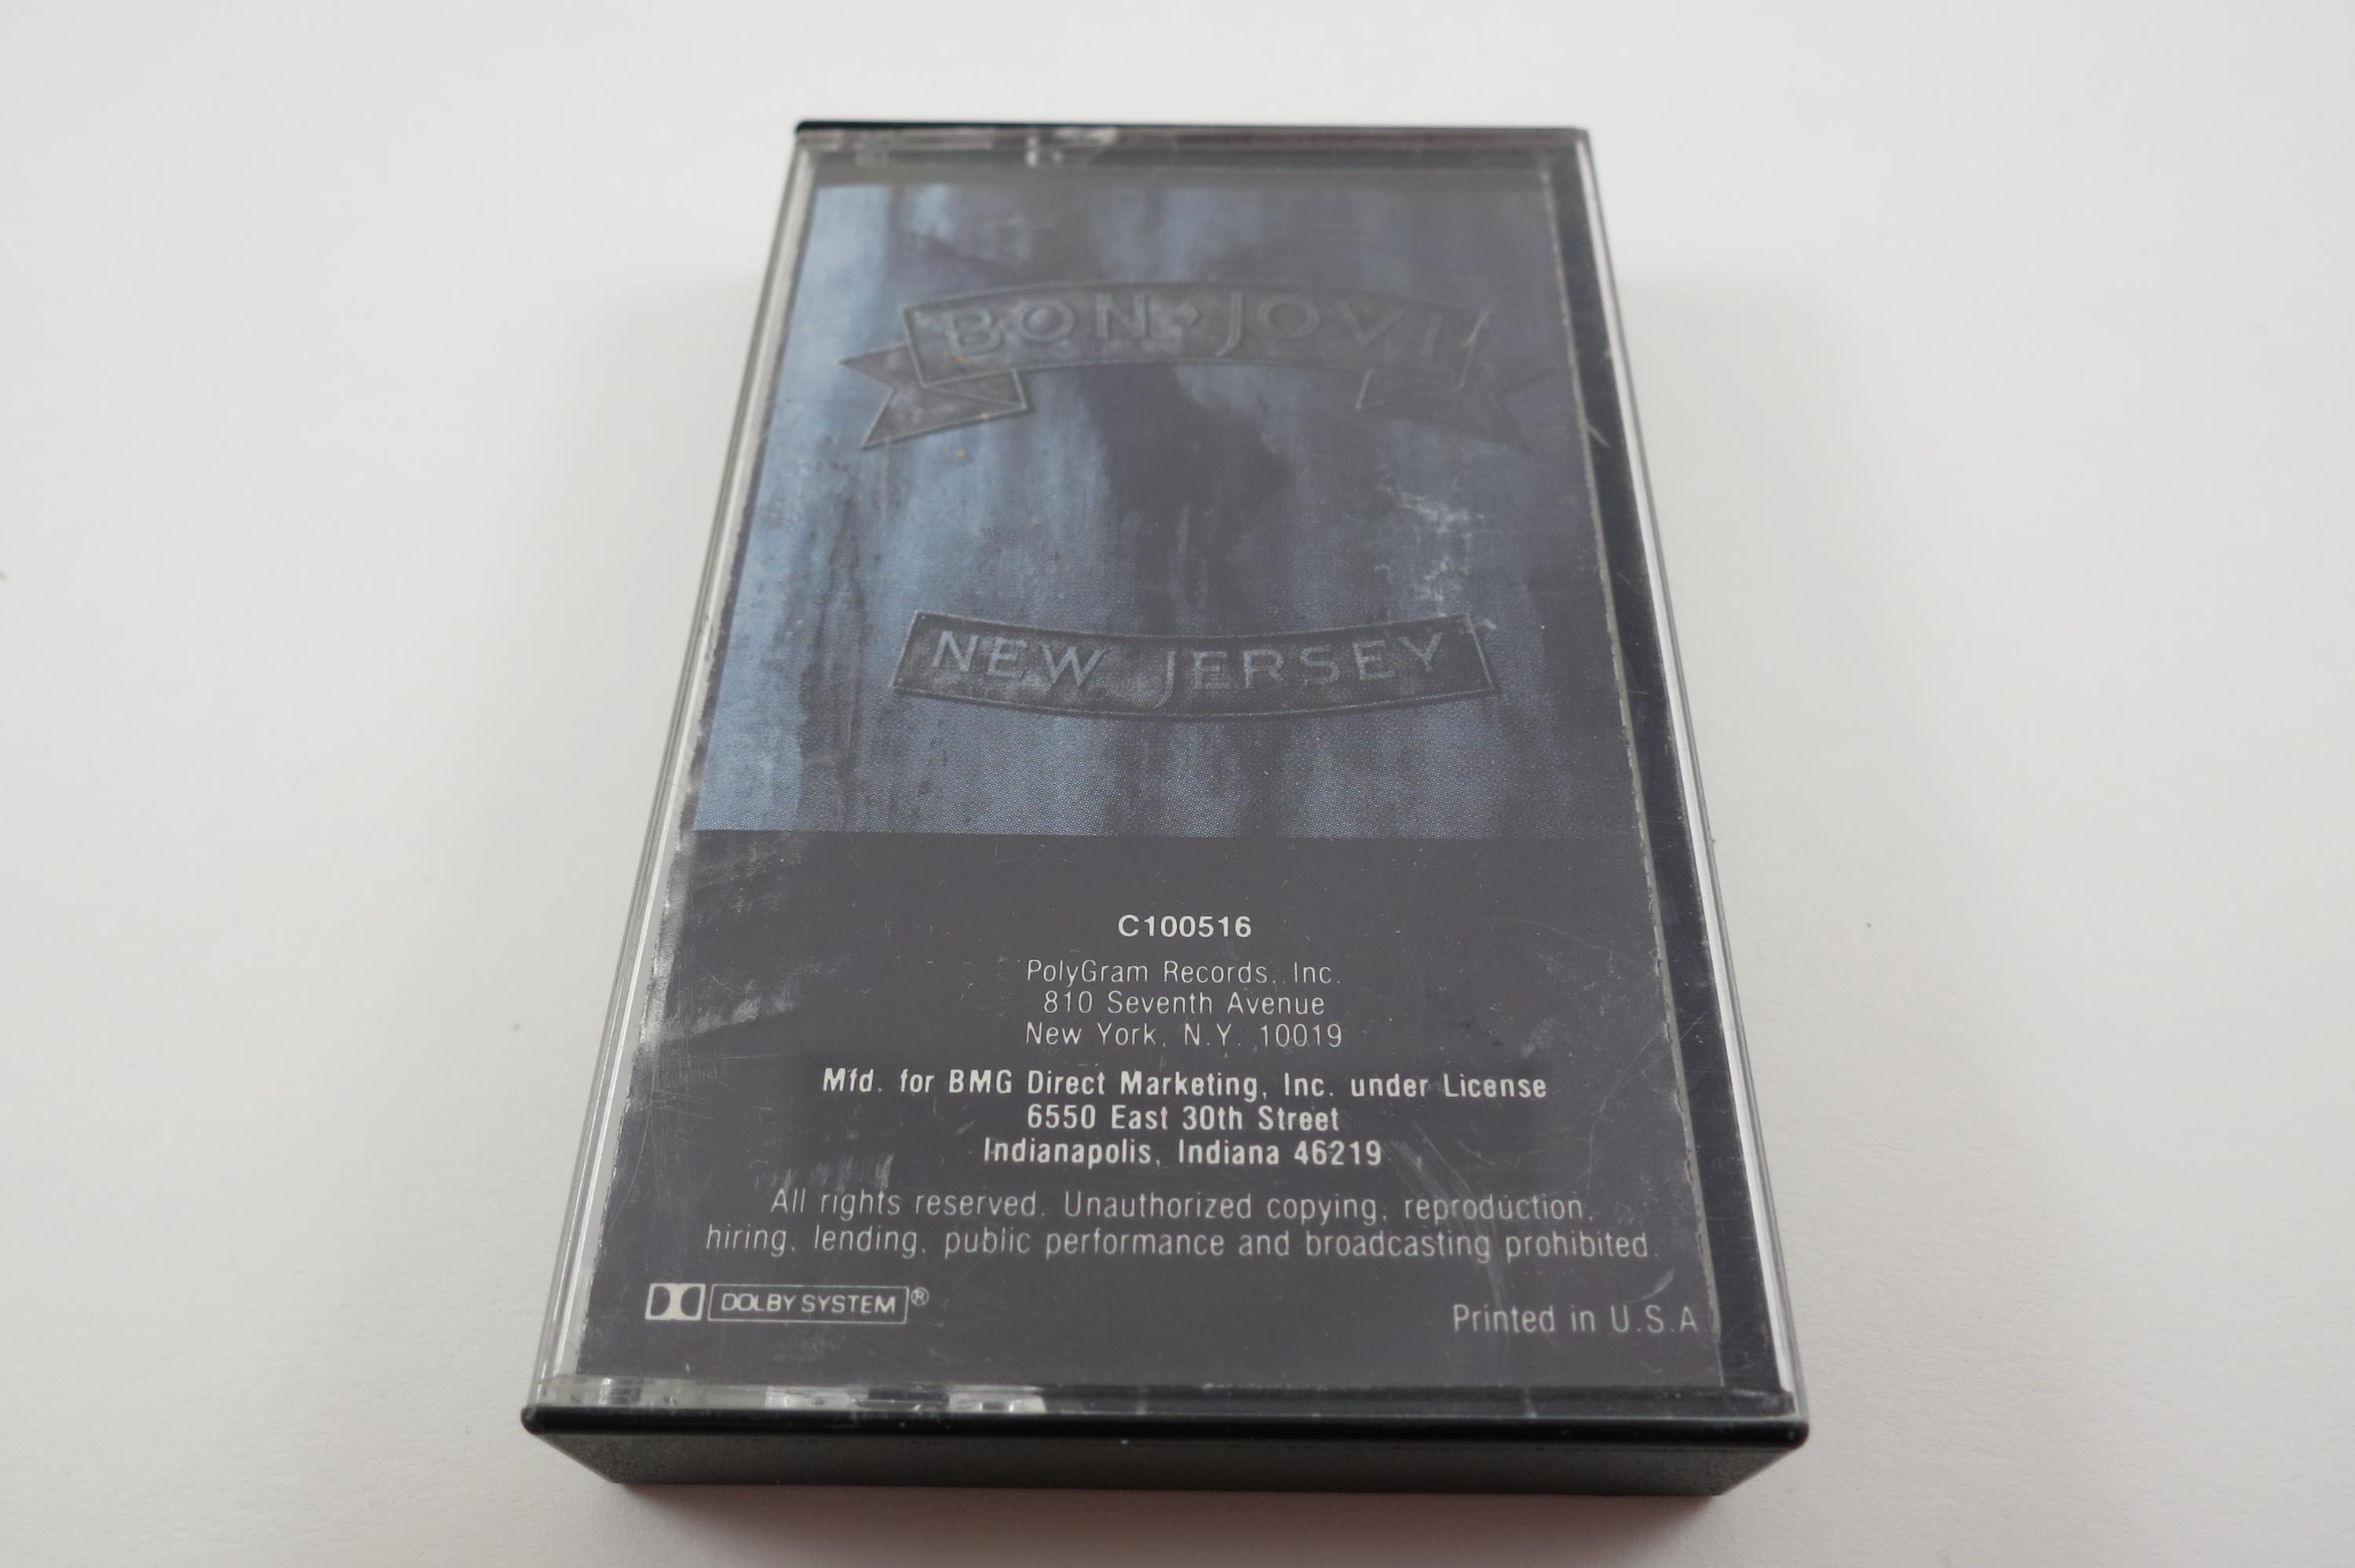 BON JOVI
NEW JERSEY
C100516
PolyGram Records, Inc.
810 Seventh Avenue
New York, N.Y. 10019
Mfd. for BMG Direct Marketing, Inc. under License
6550 East 30th Street
Indianapolis, Indiana 46219
All rights reserved. Unauthorized copying, reproduction,
hiring, lending, public performance and broadcasting prohibited.
DOLBY SYSTEM®
Printed in U.S.A